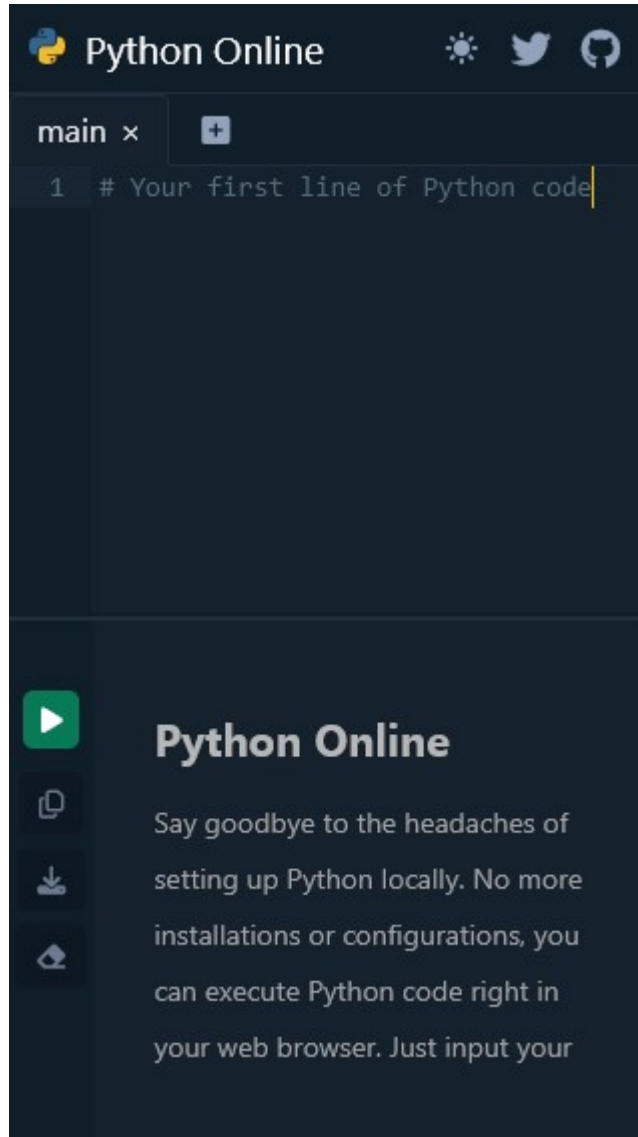 Python Online
main ×
1 # Your first line of Python code
Python Online
Say goodbye to the headaches of
setting up Python locally. No more
installations or configurations, you
can execute Python code right in
your web browser. Just input your